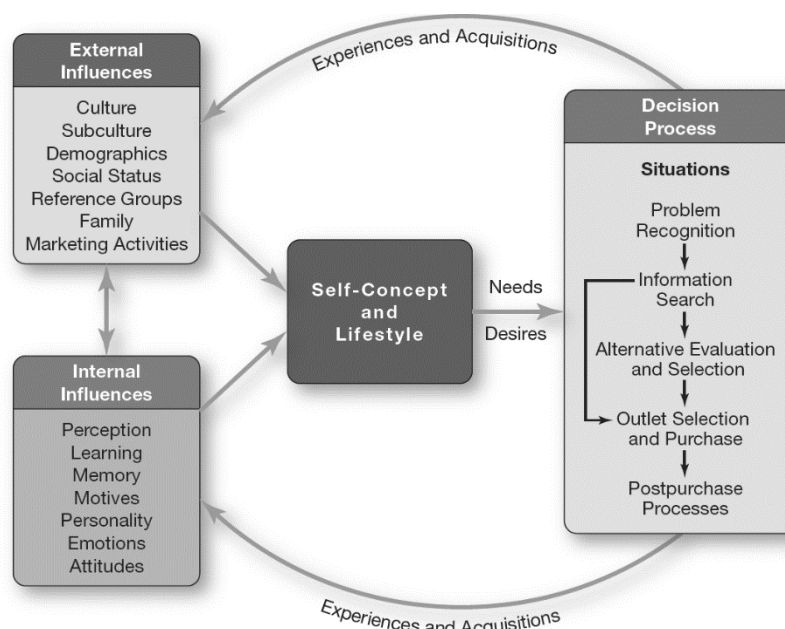 Experiences and Acquisitions
External
Influences
Culture
Subculture
Demographics
Social Status
Reference Groups
Family
Marketing Activities
Internal
Influences
Perception
Learning
Memory
Motives
Personality
Emotions
Attitudes
Self-Concept
and
Lifestyle
Needs
Desires
Decision
Process
Situations
Problem
Recognition
Information
Search
Alternative Evaluation
and Selection
Outlet Selection
and Purchase
Postpurchase
Processes
Experiences and Acquisitions